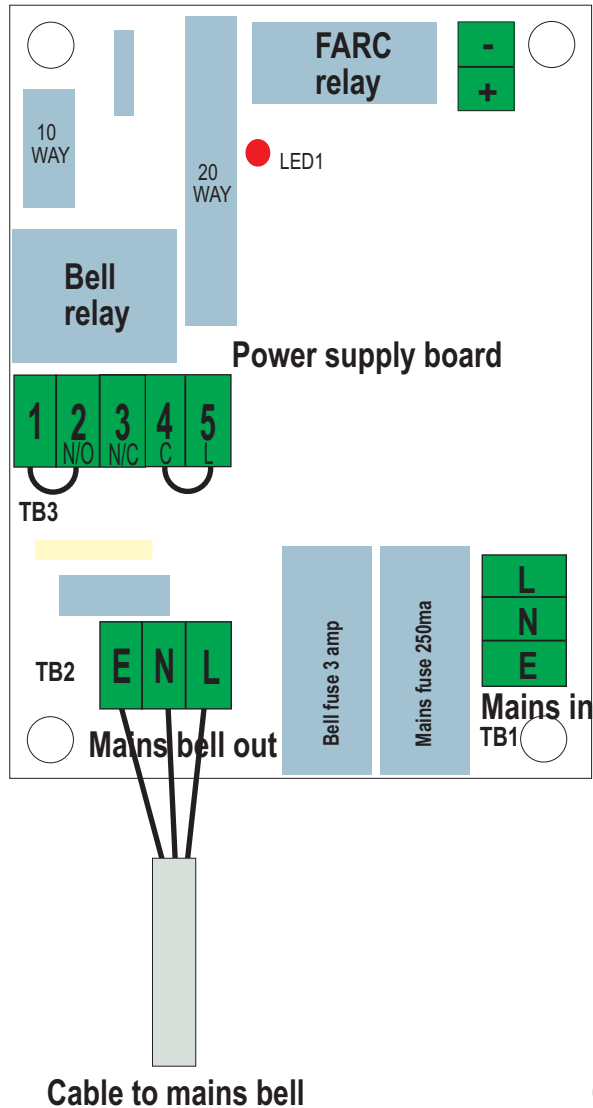 FARC
relay
-
+
10
WAY
20
WAY
LED1
Bell
relay
Power supply board
1 2 3 4 5
N/O N/C C L
TB3
Bell fuse 3 amp
Mains fuse 250ma
L
N
E
TB2
E N L
Mains in
TB1
Mains bell out
Cable to mains bell